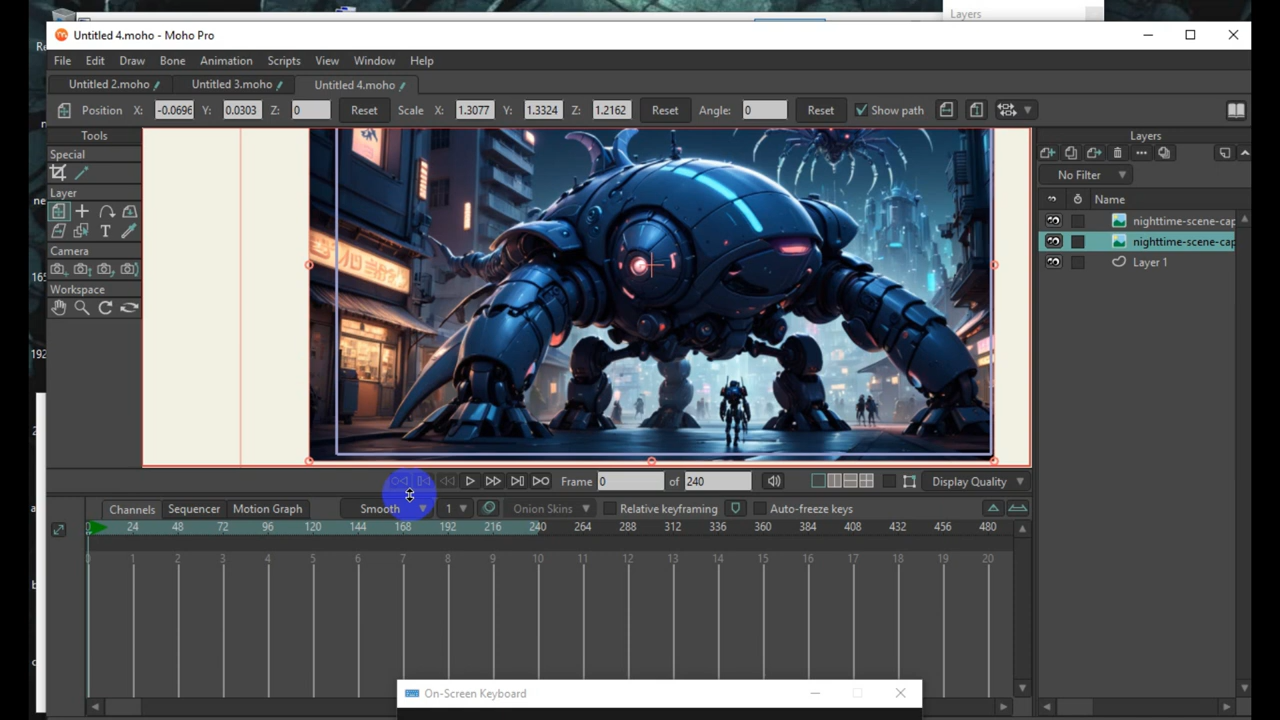 Layers
Untitled 4.moho - Moho Pro
File Edit Draw Bone Animation Scripts View Window Help
Untitled 2.moho Untitled 3.moho Untitled 4.moho
Position X: -0.0696 Y: 0.0303 Z: 0 Reset Scale X: 1.3077 Y: 1.3324 Z: 1.2162 Reset Angle: 0 Reset Show path
Tools
Layers
Special
No Filter
Layer
Name
nighttime-scene-cap
T
nighttime-scene-cap
Camera
Layer 1
Workspace
Frame 0 of 240 Display Quality
Channels Sequencer Motion Graph Smooth 1 Onion Skins Relative keyframing Auto-freeze keys
0 24 48 72 96 120 144 168 192 216 240 264 288 312 336 360 384 408 432 456 480
0 1 2 3 4 5 6 7 8 9 10 11 12 13 14 15 16 17 18 19 20
On-Screen Keyboard